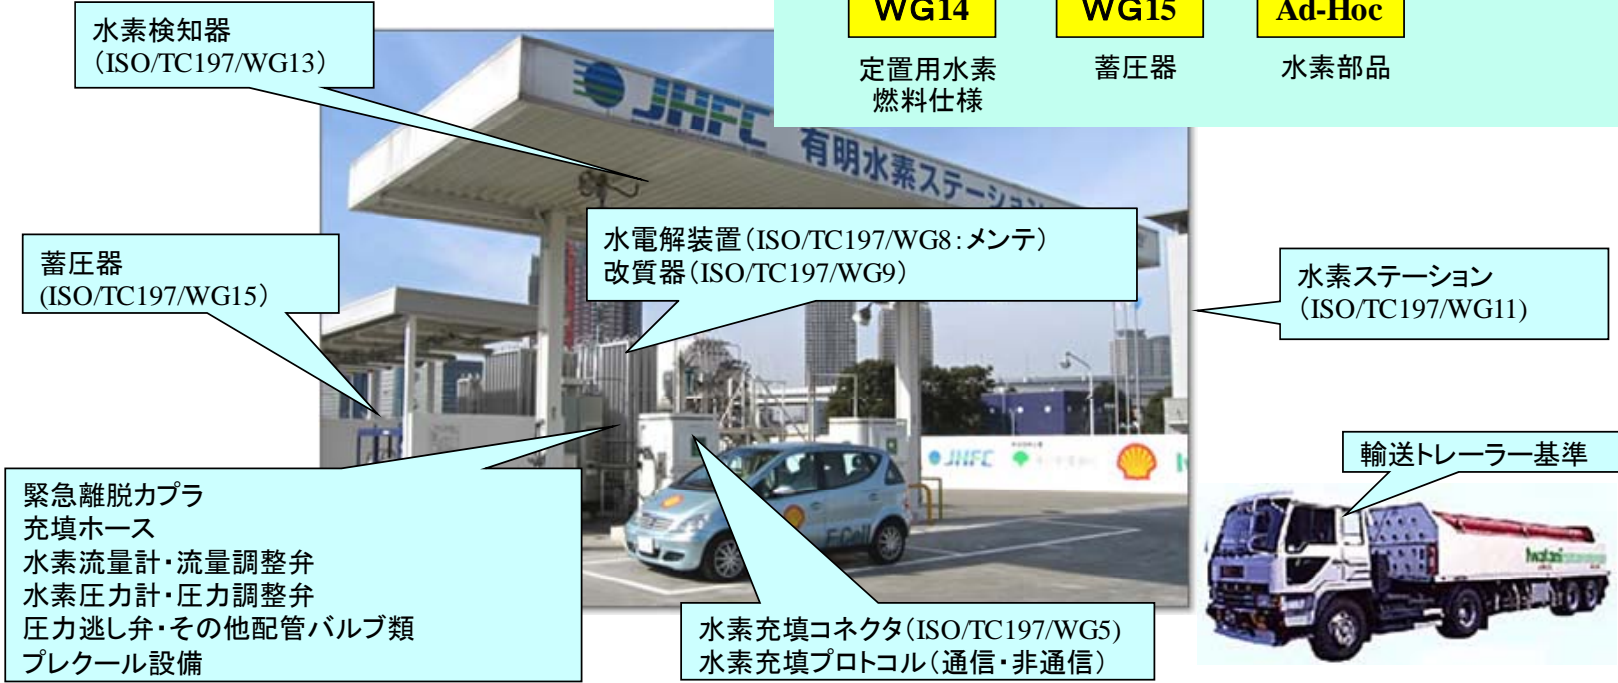 WG14
WG15
Ad-Hoc
定置用水素
燃料仕様
蓄圧器
水素部品
水素検知器
（ISO/TC197/WG13）
JHFC 有明水素ステーション
水電解装置（ISO/TC197/WG8：メンテ）
改質器（ISO/TC197/WG9）
蓄圧器
(ISO/TC197/WG15）
水素ステーション
（ISO/TC197/WG11)
輸送トレーラー基準
JHFC
F-Cell
Iwatani
緊急離脱カプラ
充填ホース
水素流量計・流量調整弁
水素圧力計・圧力調整弁
圧力逃し弁・その他配管バルブ類
プレクール設備
水素充填コネクタ（ISO/TC197/WG5)
水素充填プロトコル（通信・非通信）